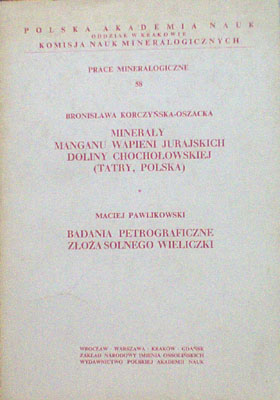 POLSKA AKADEMIA NAUK
ODDZIAŁ W KRAKOWIE
KOMISJA NAUK MINERALOGICZNYCH
PRACE MINERALOGICZNE
58
BRONISŁAWA KORCZYŃSKA-OSZACKA
MINERAŁY
MANGANU WAPIENI JURAJSKICH
DOLINY CHOCHOŁOWSKIEJ
(TATRY, POLSKA)
MACIEJ PAWLIKOWSKI
BADANIA PETROGRAFICZNE
ZŁOŻA SOLNEGO WIELICZKI
WROCŁAW WARSZAWA KRAKÓW GDAŃSK
ZAKŁAD NARODOWY IMIENIA OSSOLIŃSKICH
WYDAWNICTWO POLSKIEJ AKADEMII NAUK